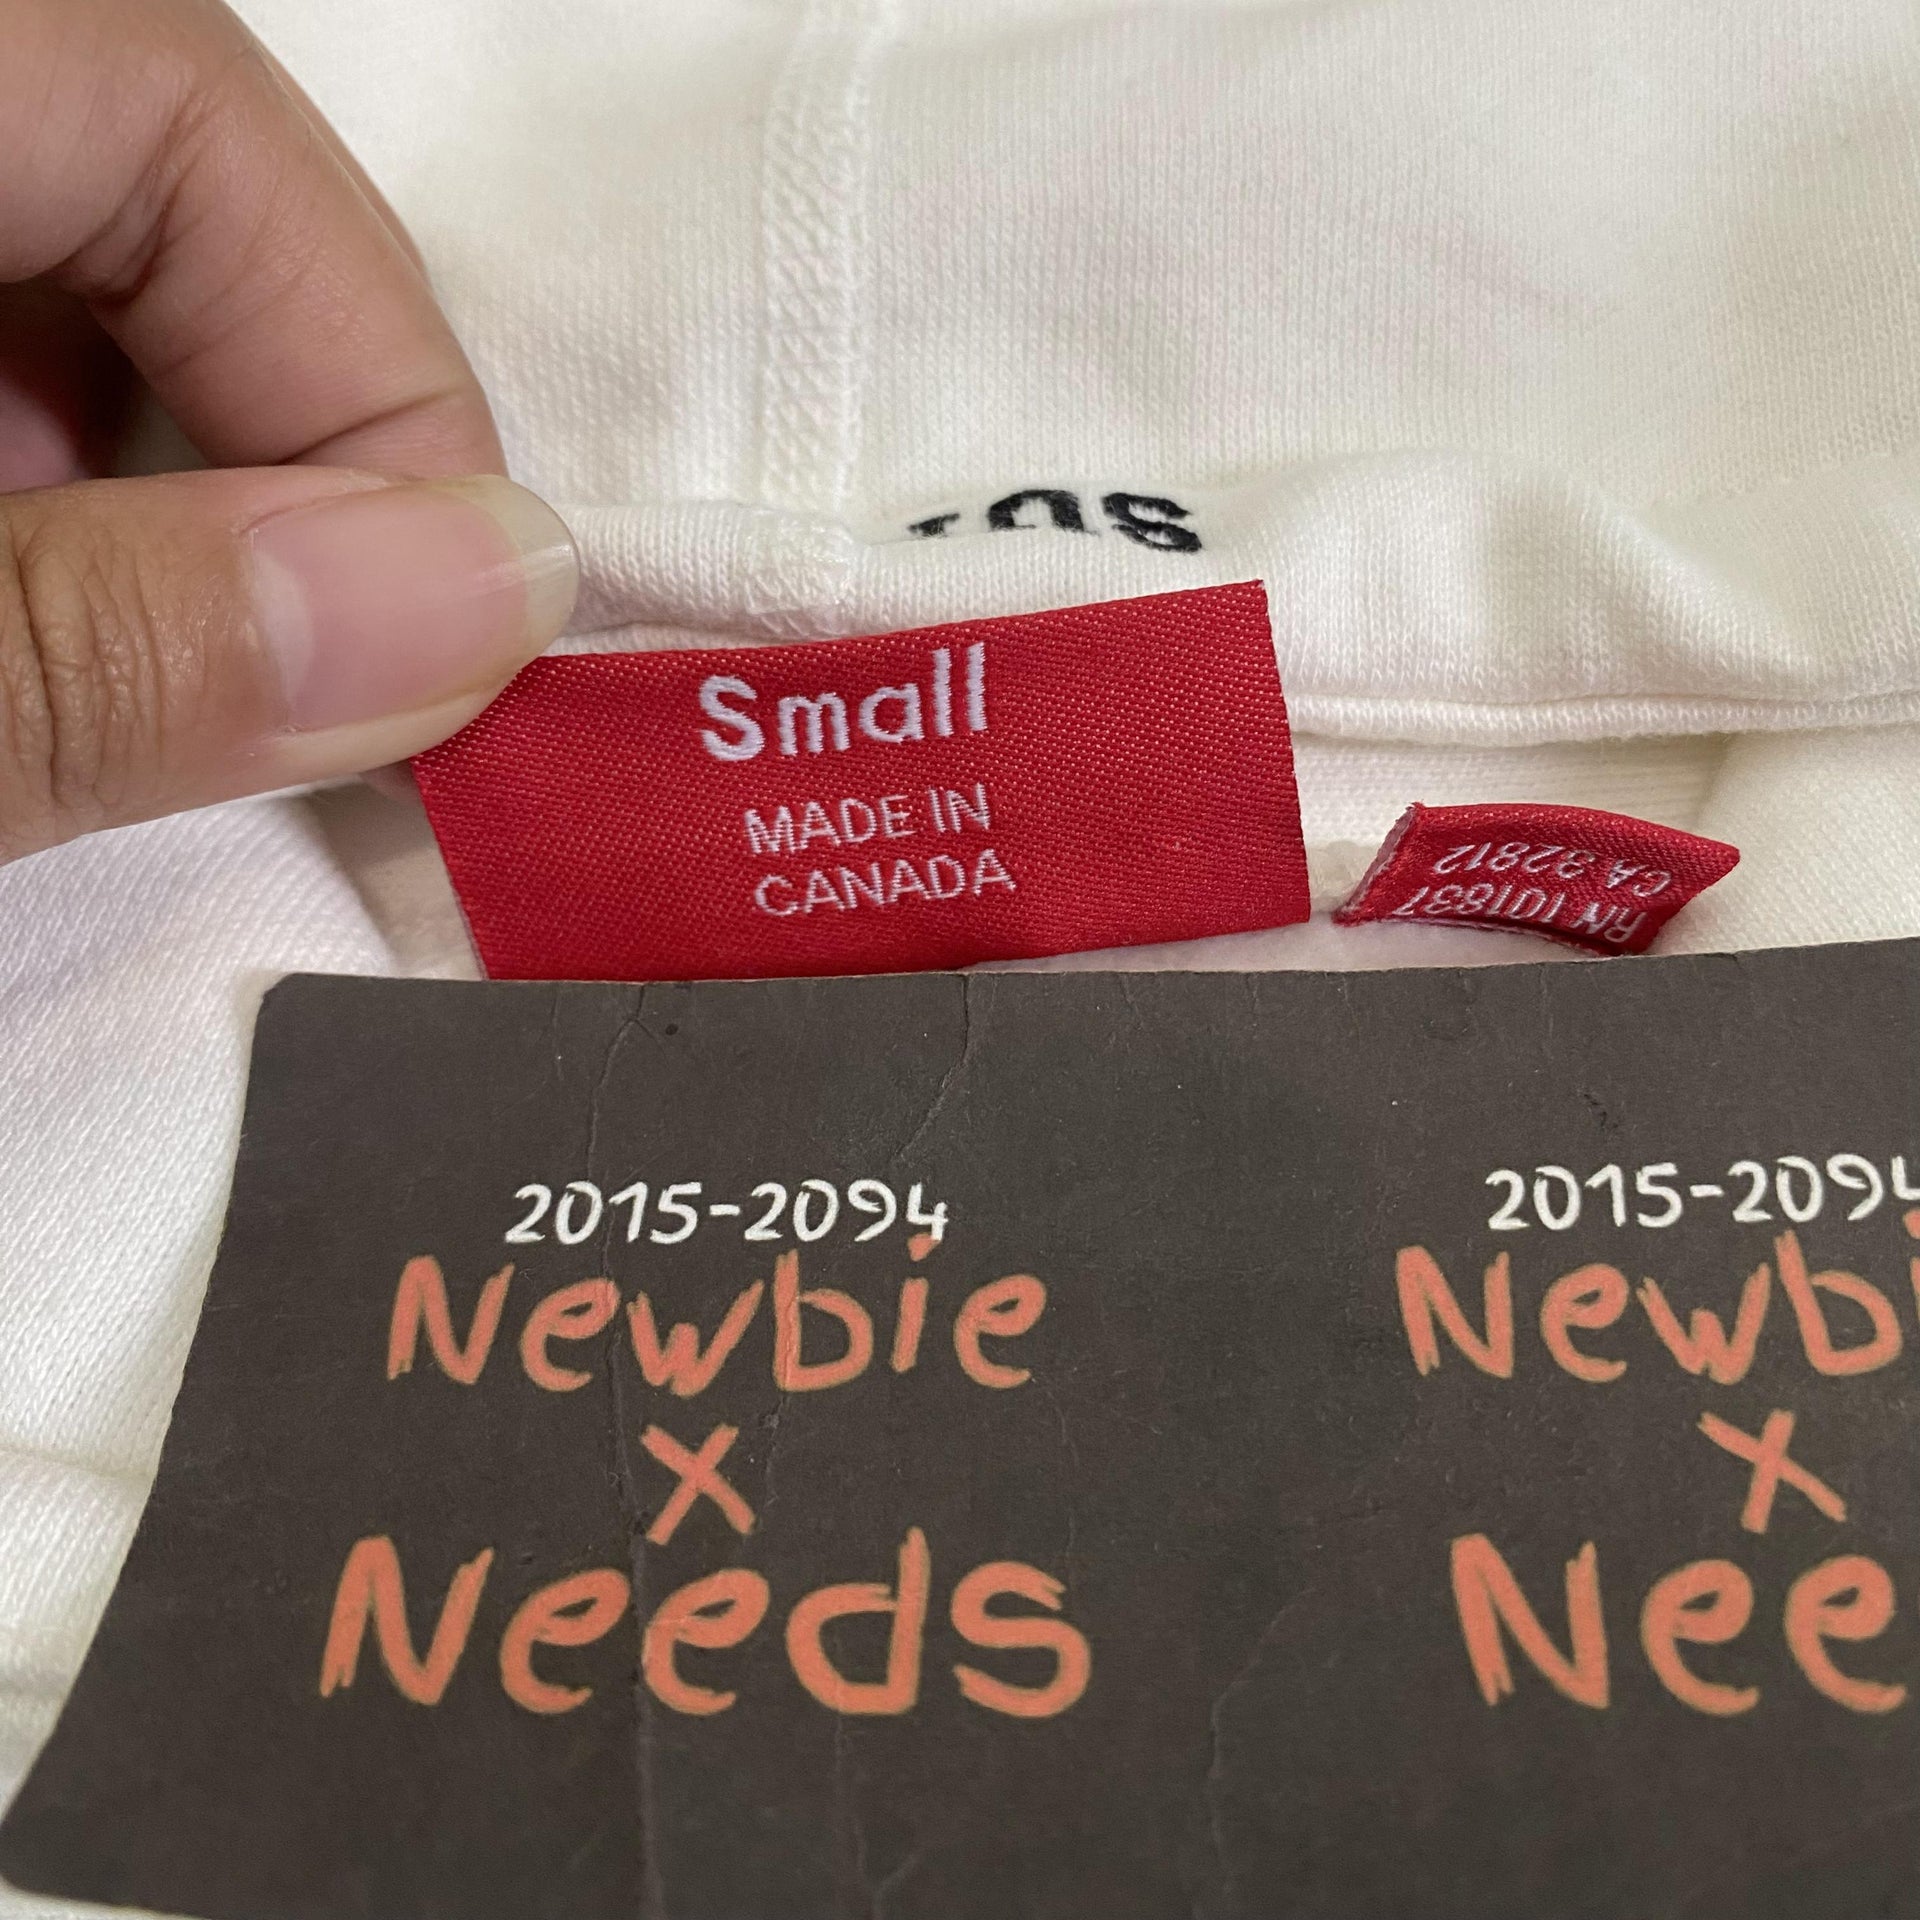 Small
MADE IN
CANADA
RN 101837
CA 32812
2015-2094
Newbie
x
Needs
2015-2094
Newbi
x
Nee